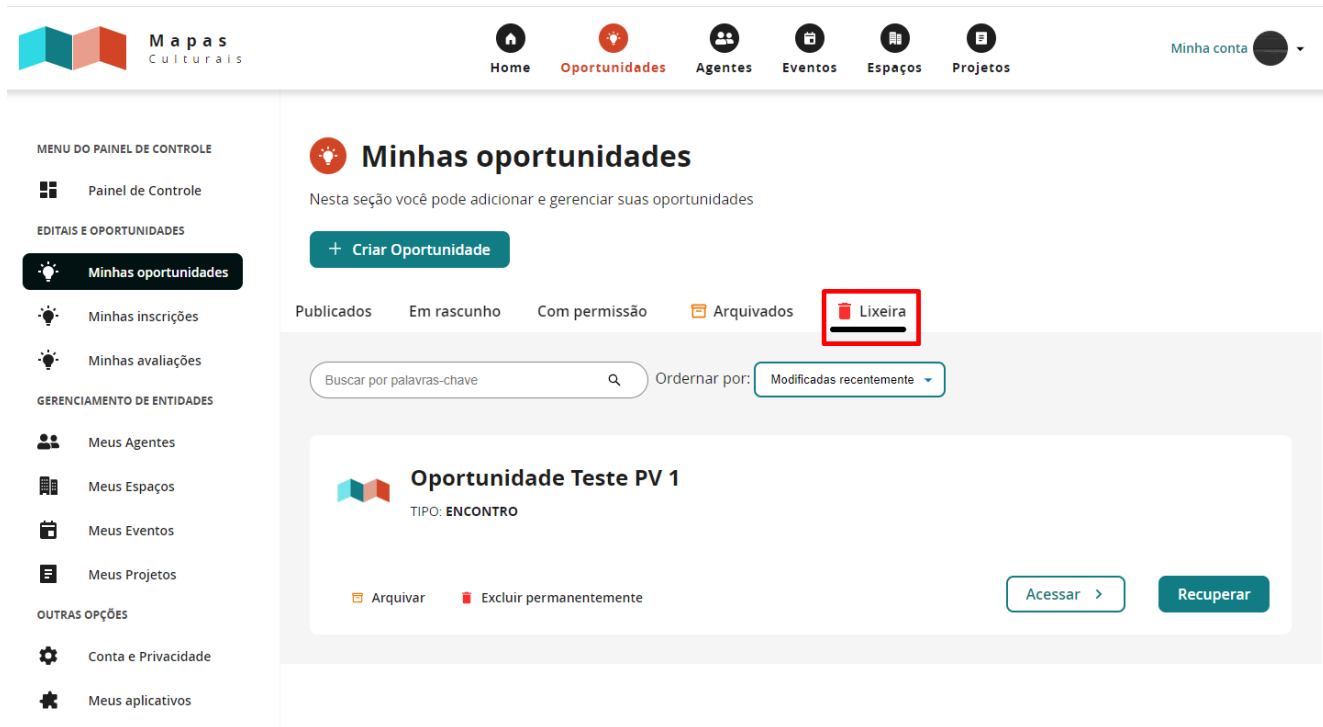 Mapas
Culturais
Home
Oportunidades
Agentes
Eventos
Espaços
Projetos
Minha conta
MENU DO PAINEL DE CONTROLE
Painel de Controle
EDITAIS E OPORTUNIDADES
Minhas oportunidades
Minhas inscrições
Minhas avaliações
GERENCIAMENTO DE ENTIDADES
Meus Agentes
Meus Espaços
Meus Eventos
Meus Projetos
OUTRAS OPÇÕES
Conta e Privacidade
Meus aplicativos
Minhas oportunidades
Nesta seção você pode adicionar e gerenciar suas oportunidades
+ Criar Oportunidade
Publicados
Em rascunho
Com permissão
Arquivados
Lixeira
Buscar por palavras-chave
Ordernar por:
Modificadas recentemente
Oportunidade Teste PV 1
TIPO: ENCONTRO
Arquivar
Excluir permanentemente
Acessar
Recuperar